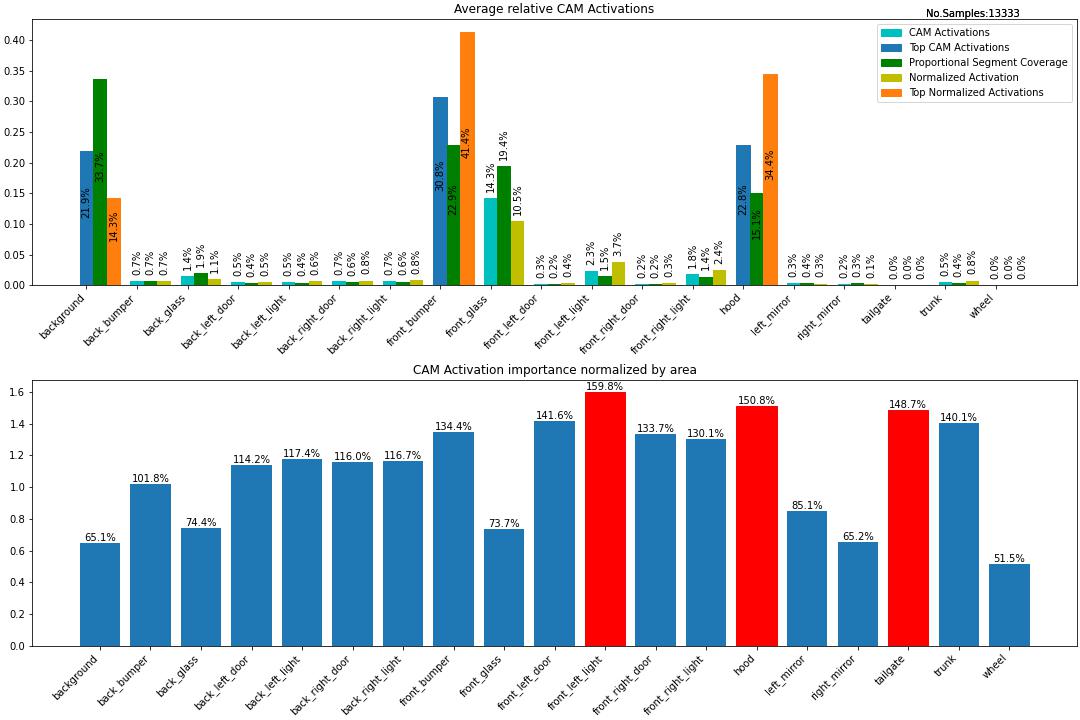 Average relative CAM Activations
No.Samples:13333
CAM Activations
Top CAM Activations
Proportional Segment Coverage
Normalized Activation
Top Normalized Activations
0.40
0.35
0.30
0.25
0.20
0.15
0.10
0.05
0.00
21.9% 33.7% 14.3%
0.7% 0.7% 0.7%
1.4% 1.9% 1.1%
0.5% 0.4% 0.5%
0.5% 0.4% 0.6%
0.7% 0.6% 0.8%
0.7% 0.6% 0.8%
30.8% 22.9% 41.4%
14.3% 19.4% 10.5%
0.3% 0.2% 0.4%
2.3% 1.5% 3.7%
0.2% 0.2% 0.3%
1.8% 1.4% 2.4%
22.8% 15.1% 34.4%
0.3% 0.4% 0.3%
0.2% 0.3% 0.1%
0.0% 0.0% 0.0%
0.5% 0.4% 0.8%
0.0% 0.0% 0.0%
background
back_bumper
back_glass
back_left_door
back_left_light
back_right_door
back_right_light
front_bumper
front_glass
front_left_door
front_left_light
front_right_door
front_right_light
hood
left_mirror
right_mirror
tailgate
trunk
wheel
CAM Activation importance normalized by area
1.6
1.4
1.2
1.0
0.8
0.6
0.4
0.2
0.0
65.1%
101.8%
74.4%
114.2%
117.4%
116.0%
116.7%
134.4%
73.7%
141.6%
159.8%
133.7%
130.1%
150.8%
85.1%
65.2%
148.7%
140.1%
51.5%
background
back_bumper
back_glass
back_left_door
back_left_light
back_right_door
back_right_light
front_bumper
front_glass
front_left_door
front_left_light
front_right_door
front_right_light
hood
left_mirror
right_mirror
tailgate
trunk
wheel